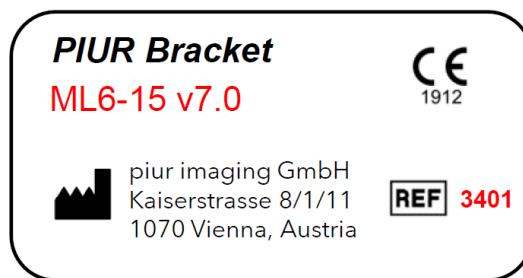 PIUR Bracket
ML6-15 v7.0
CE
1912
piur imaging GmbH
Kaiserstrasse 8/1/11
1070 Vienna, Austria
REF 3401